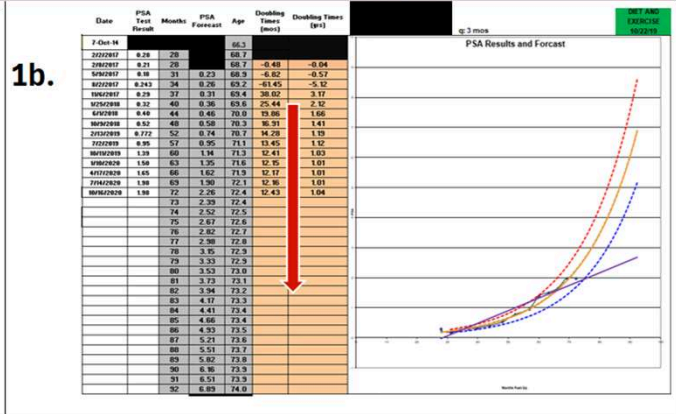 1b.
Date PSA Test Result Months PSA Forecast Age Doubling Times (mos) Doubling Times (yrs)
7-Oct-14 66.3
2/2/2017 0.28 28 68.7
2/8/2017 0.21 28 68.7 -0.48 -0.04
5/9/2017 0.18 31 0.23 68.9 -6.82 -0.57
8/2/2017 0.243 34 0.26 69.2 -61.45 -5.12
11/6/2017 0.29 37 0.31 69.4 38.02 3.17
1/25/2018 0.32 40 0.36 69.6 25.44 2.12
6/1/2018 0.40 44 0.46 70.0 19.86 1.66
10/9/2018 0.52 48 0.58 70.3 16.91 1.41
2/13/2019 0.772 52 0.74 70.7 14.28 1.19
7/2/2019 0.95 57 0.95 71.1 13.45 1.12
10/11/2019 1.39 60 1.14 71.3 12.41 1.03
1/10/2020 1.50 63 1.35 71.6 12.15 1.01
4/17/2020 1.65 66 1.62 71.9 12.17 1.01
7/14/2020 1.98 69 1.90 72.1 12.16 1.01
10/16/2020 1.98 72 2.26 72.4 12.43 1.04
73 2.39 72.4
74 2.52 72.5
75 2.67 72.6
76 2.82 72.7
77 2.98 72.8
78 3.15 72.9
79 3.33 72.9
80 3.53 73.0
81 3.73 73.1
82 3.94 73.2
83 4.17 73.3
84 4.41 73.4
85 4.66 73.4
86 4.93 73.5
87 5.21 73.6
88 5.51 73.7
89 5.82 73.8
90 6.16 73.9
91 6.51 73.9
92 6.89 74.0
q: 3 mos
DIET AND
EXERCISE
10/22/19
PSA Results and Forcast